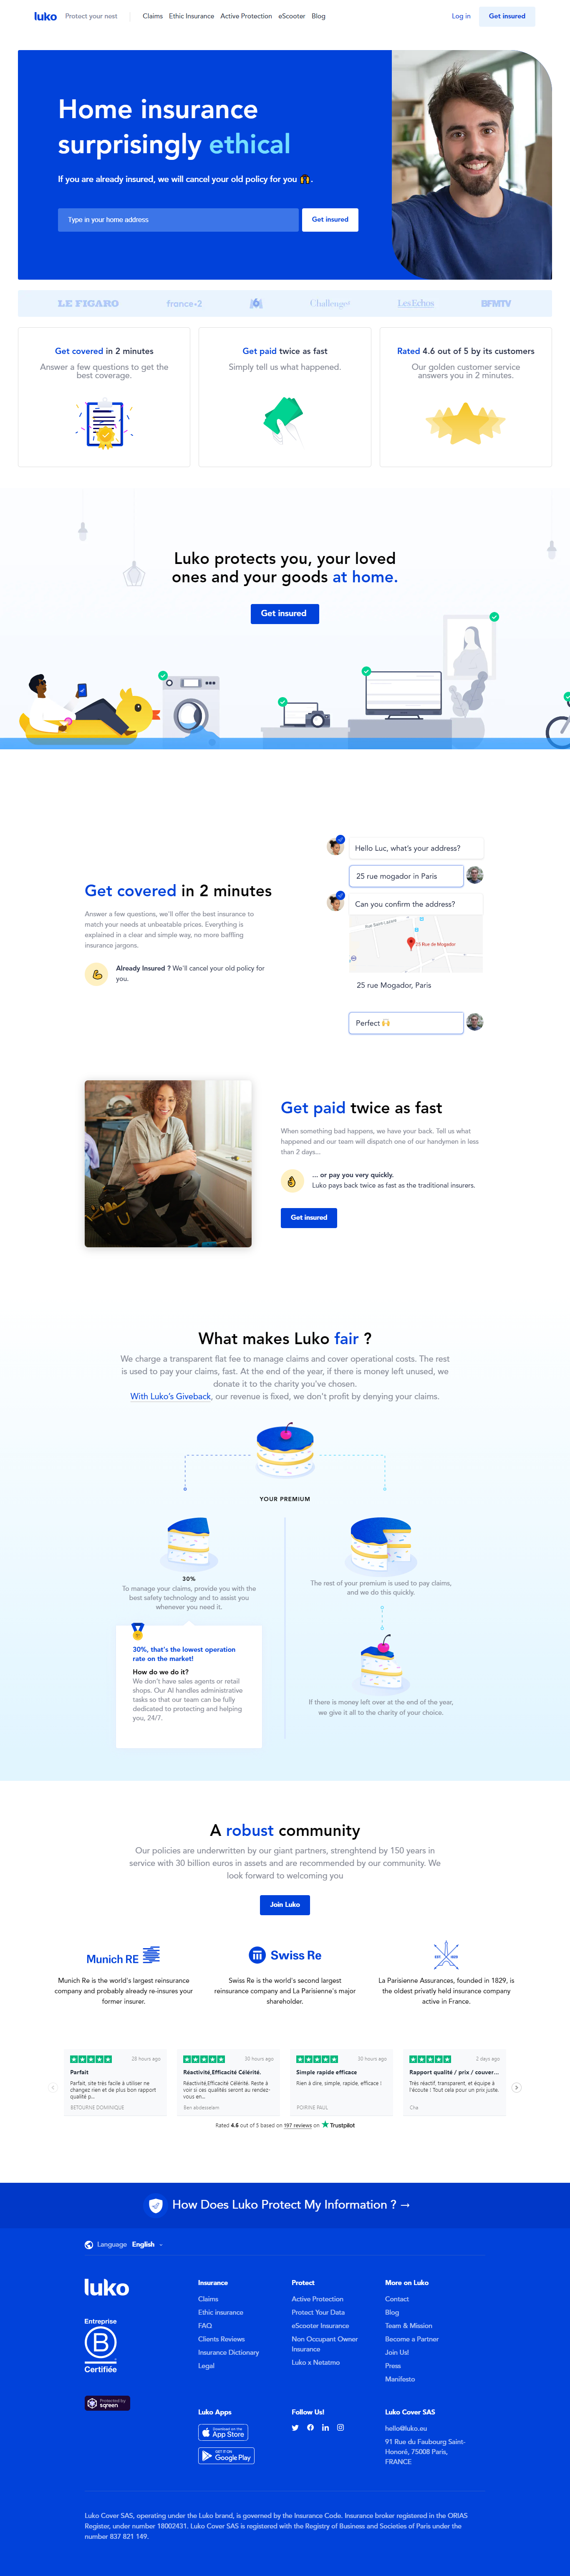 luko Protect your nest Claims Ethic Insurance Active Protection eScooter Blog Log in Get insured
Home insurance
surprisingly ethical
If you are already insured, we will cancel your old policy for you 🙌.
Type in your home address Get insured
LE FIGARO france•2 6 Challenges LesEchos BFMTV
Get covered in 2 minutes
Answer a few questions to get the
best coverage.
Get paid twice as fast
Simply tell us what happened.
Rated 4.6 out of 5 by its customers
Our golden customer service
answers you in 2 minutes.
Luko protects you, your loved
ones and your goods at home.
Get insured
Hello Luc, what's your address?
25 rue mogador in Paris
Can you confirm the address?
Rue Saint-Lazare
25 Rue de Mogador
25 rue Mogador, Paris
Perfect 🙌
Get covered in 2 minutes
Answer a few questions, we'll offer the best insurance to
match your needs at unbeatable prices. Everything is
explained in a clear and simple way, no more baffling
insurance jargons.
Already Insured ? We'll cancel your old policy for
you.
Get paid twice as fast
When something bad happens, we have your back. Tell us what
happened and our team will dispatch one of our handymen in less
than 2 days...
... or pay you very quickly.
Luko pays back twice as fast as the traditional insurers.
Get insured
What makes Luko fair ?
We charge a transparent flat fee to manage claims and cover operational costs. The rest
is used to pay your claims, fast. At the end of the year, if there is money left unused, we
donate it to the charity you've chosen.
With Luko's Giveback, our revenue is fixed, we don't profit by denying your claims.
YOUR PREMIUM
30%
To manage your claims, provide you with the
best safety technology and to assist you
whenever you need it.
30%, that's the lowest operation
rate on the market!
How do we do it?
We don't have sales agents or retail
shops. Our AI handles administrative
tasks so that our team can be fully
dedicated to protecting and helping
you, 24/7.
The rest of your premium is used to pay claims,
and we do this quickly.
If there is money left over at the end of the year,
we give it all to the charity of your choice.
A robust community
Our policies are underwritten by our giant partners, strenghtend by 150 years in
service with 30 billion euros in assets and are recommended by our community. We
look forward to welcoming you
Join Luko
Munich RE
Munich Re is the world's largest reinsurance
company and probably already re-insures your
former insurer.
Swiss Re
Swiss Re is the world's second largest
reinsurance company and La Parisienne's major
shareholder.
La Parisienne Assurances, founded in 1829, is
the oldest privatly held insurance company
active in France.
28 hours ago
Parfait
Parfait, site très facile à utiliser ne
changez rien et de plus bon rapport
qualité p...
BETOURNE DOMINIQUE
30 hours ago
Réactivité,Efficacité Célérité.
Réactivité,Efficacité Célérité. Reste à
voir si ces qualités seront au rendez-
vous en...
Ben abdesselam
30 hours ago
Simple rapide efficace
Rien à dire, simple, rapide, efficace !
POIRINE PAUL
2 days ago
Rapport qualité / prix / couver...
Très réactif, transparent, et équipe à
l'écoute ! Tout cela pour un prix juste.
Cha
Rated 4.6 out of 5 based on 197 reviews on Trustpilot
How Does Luko Protect My Information ? →
Language English
luko
Entreprise
B
Certifiée
Protected by
sqreen
Insurance
Claims
Ethic insurance
FAQ
Clients Reviews
Insurance Dictionary
Legal
Protect
Active Protection
Protect Your Data
eScooter Insurance
Non Occupant Owner
Insurance
Luko x Netatmo
More on Luko
Contact
Blog
Team & Mission
Become a Partner
Join Us!
Press
Manifesto
Luko Apps
Download on the
App Store
GET IT ON
Google Play
Follow Us!
Luko Cover SAS
hello@luko.eu
91 Rue du Faubourg Saint-
Honoré, 75008 Paris,
FRANCE
Luko Cover SAS, operating under the Luko brand, is governed by the Insurance Code. Insurance broker registered in the ORIAS
Register, under number 18002431. Luko Cover SAS is registered with the Registry of Business and Societies of Paris under the
number 837 821 149.